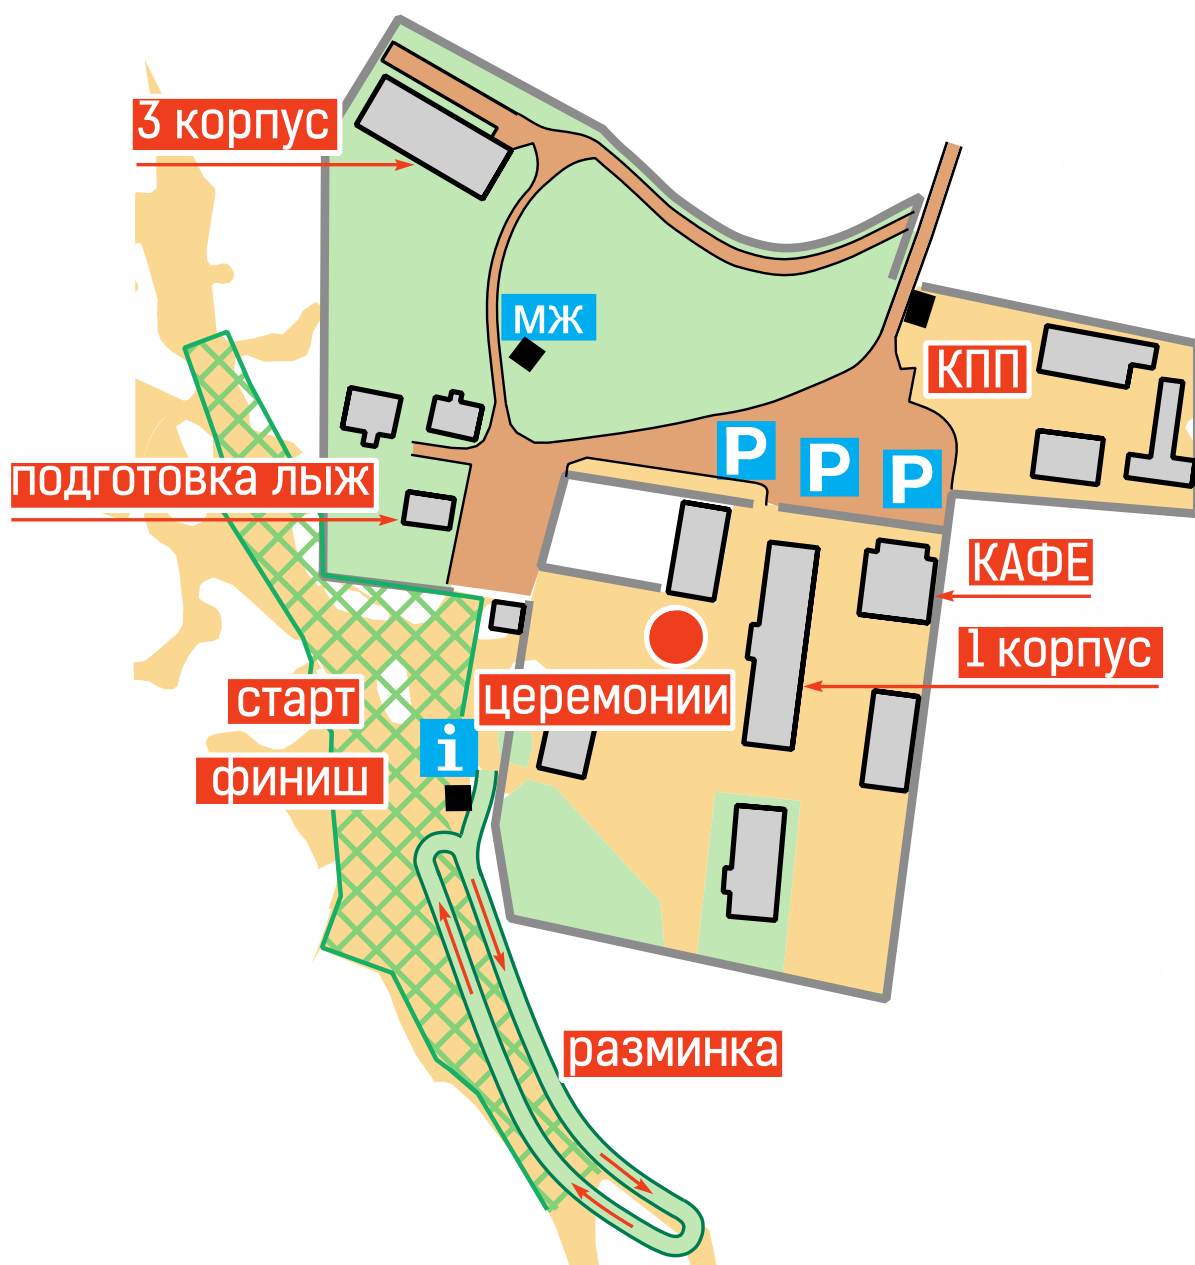 3 корпус
мж
КПП
P P P
подготовка лыж
КАФЕ
1 корпус
церемонии
старт
i
финиш
разминка